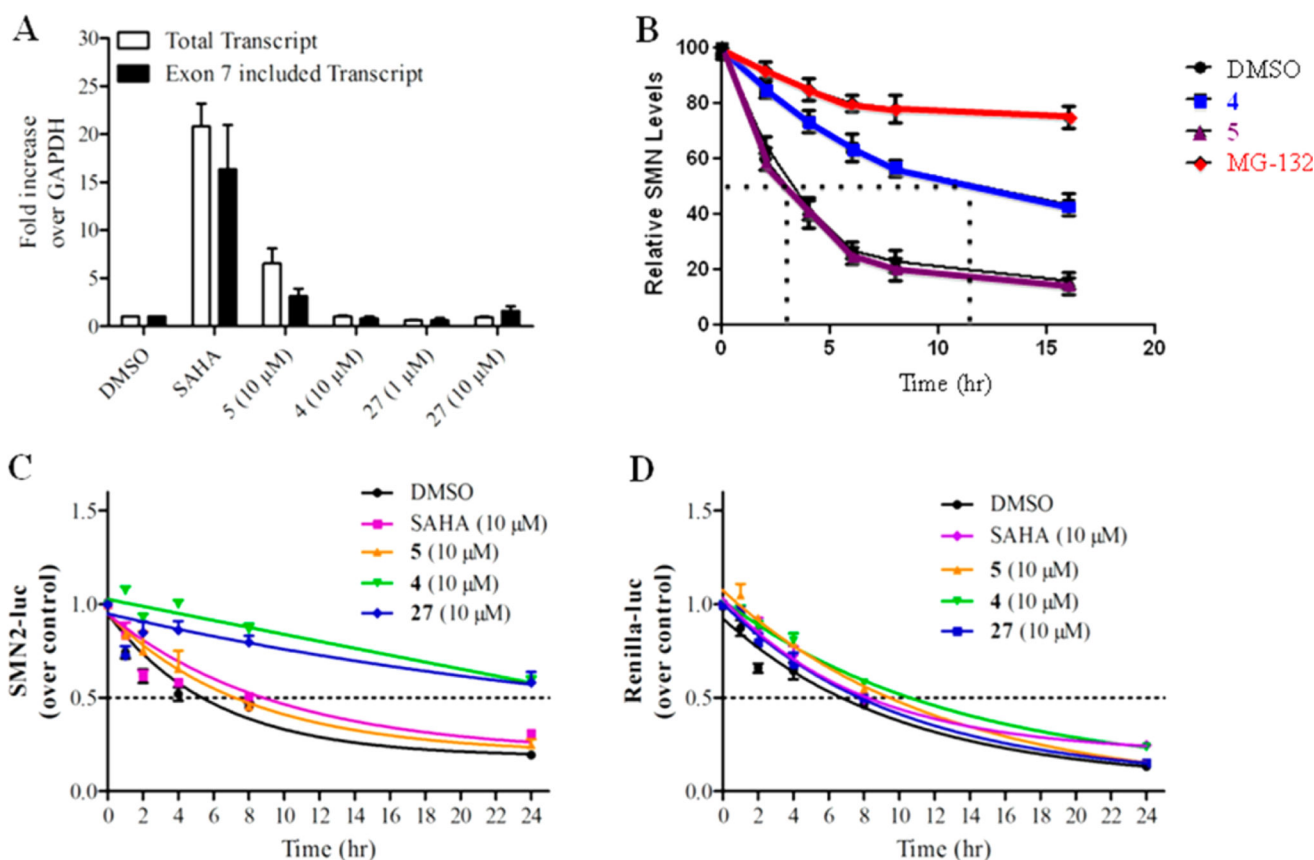 A
Total Transcript
Exon 7 included Transcript
Fold increase
over GAPDH
30
25
20
15
10
5
0
DMSO
SAHA
5 (10 μM)
4 (10 μM)
27 (1 μM)
27 (10 μM)
B
Relative SMN Levels
100
80
60
40
20
0
0
5
10
15
20
Time (hr)
DMSO
4
5
MG-132
C
SMN2-luc
(over control)
1.5
1.0
0.5
0.0
0 2 4 6 8 10 12 14 16 18 20 22 24
Time (hr)
DMSO
SAHA (10 μM)
5 (10 μM)
4 (10 μM)
27 (10 μM)
D
Renilla-luc
(over control)
1.5
1.0
0.5
0.0
0 2 4 6 8 10 12 14 16 18 20 22 24
Time (hr)
DMSO
SAHA (10 μM)
5 (10 μM)
4 (10 μM)
27 (10 μM)